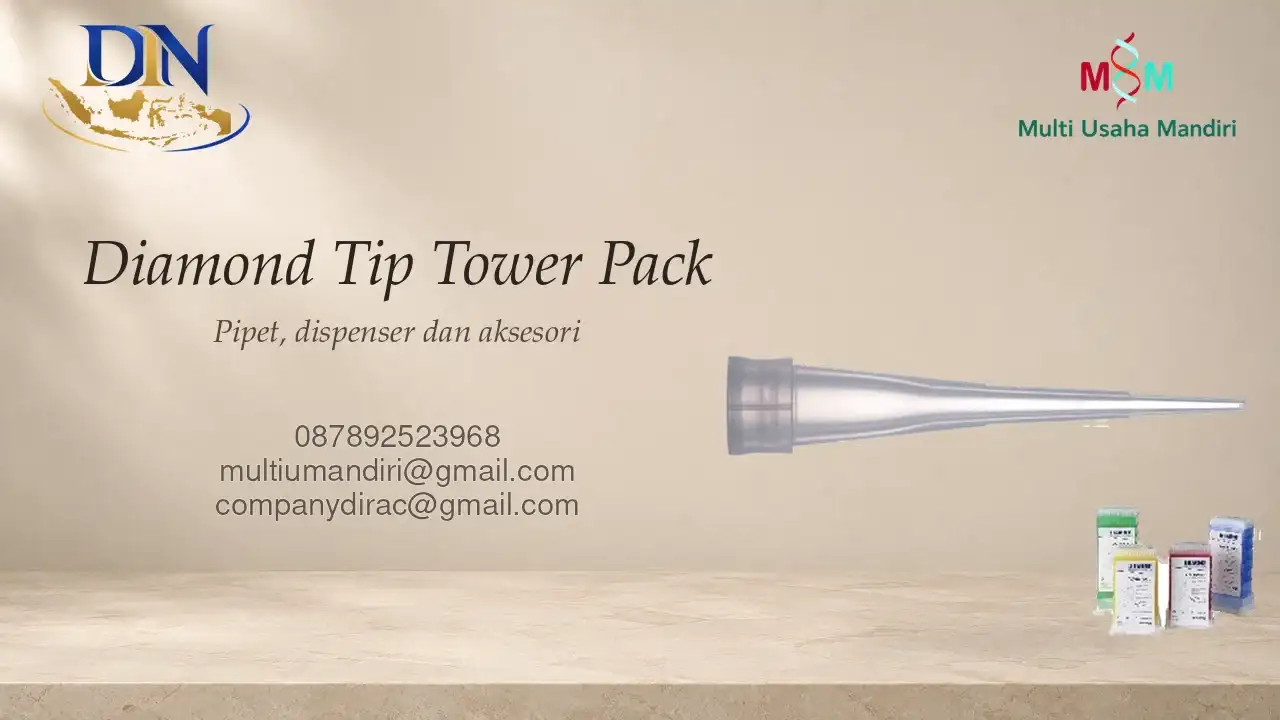 DIN
M M
Multi Usaha Mandiri
Diamond Tip Tower Pack
Pipet, dispenser dan aksesori
087892523968
multiumandiri@gmail.com
companydirac@gmail.com